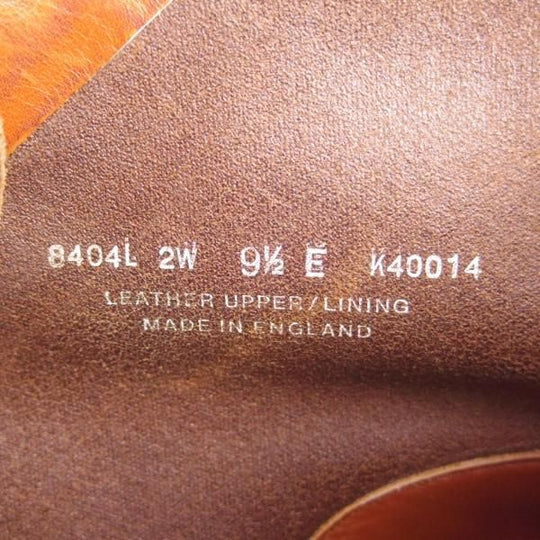 8404L 2W 9½ E K40014
LEATHER UPPER/LINING
MADE IN ENGLAND